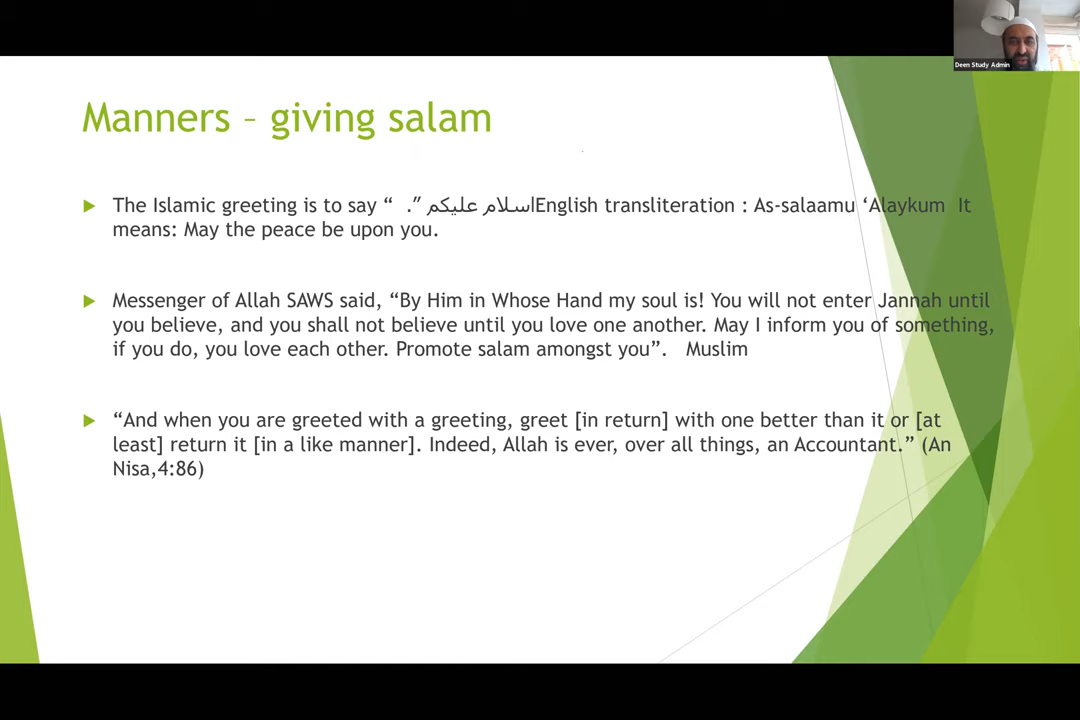 Deen Study Admin
Manners – giving salam
The Islamic greeting is to say “ .” اسلام عليكم English transliteration : As-salaamu ‘Alaykum It
means: May the peace be upon you.
Messenger of Allah SAWS said, “By Him in Whose Hand my soul is! You will not enter Jannah until
you believe, and you shall not believe until you love one another. May I inform you of something,
if you do, you love each other. Promote salam amongst you”. Muslim
“And when you are greeted with a greeting, greet [in return] with one better than it or [at
least] return it [in a like manner]. Indeed, Allah is ever, over all things, an Accountant.” (An
Nisa,4:86)